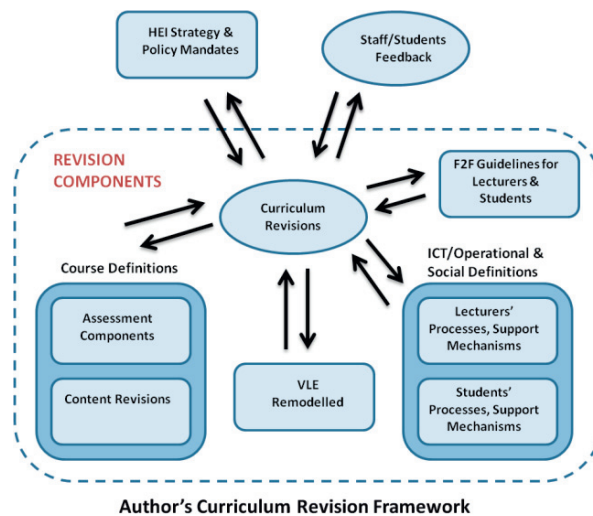 HEI Strategy &
Policy Mandates
Staff/Students
Feedback
REVISION
COMPONENTS
F2F Guidelines for
Lecturers &
Students
Curriculum
Revisions
Course Definitions
ICT/Operational &
Social Definitions
Assessment
Components
Lecturers’
Processes, Support
Mechanisms
Content Revisions
VLE
Remodelled
Students’
Processes, Support
Mechanisms
Author’s Curriculum Revision Framework